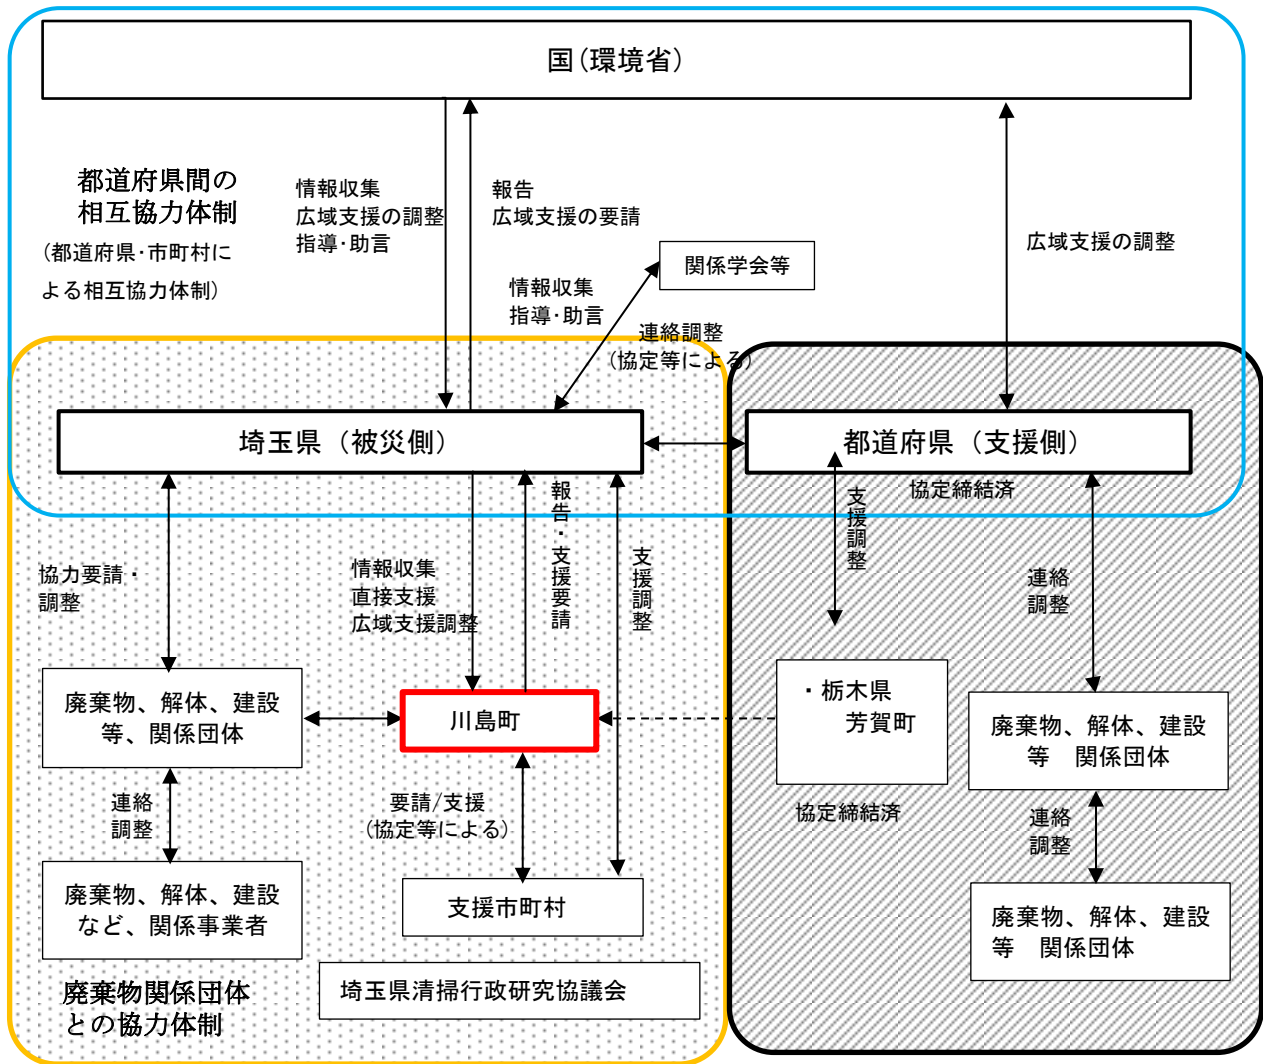 国(環境省)
都道府県間の
相互協力体制
(都道府県・市町村に
よる相互協力体制)
情報収集
広域支援の調整
指導・助言
報告
広域支援の要請
関係学会等
情報収集
指導・助言
連絡調整
(協定等による)
広域支援の調整
埼玉県（被災側）
都道府県（支援側）
協定締結済
協力要請・
調整
情報収集
直接支援
広域支援調整
報告・支援要請
支援調整
支援調整
連絡
調整
廃棄物、解体、建設
等、関係団体
川島町
・栃木県
芳賀町
協定締結済
廃棄物、解体、建設
等　関係団体
連絡
調整
要請/支援
(協定等による)
連絡
調整
廃棄物、解体、建設
など、関係事業者
支援市町村
廃棄物、解体、建設
等　関係団体
廃棄物関係団体
との協力体制
埼玉県清掃行政研究協議会